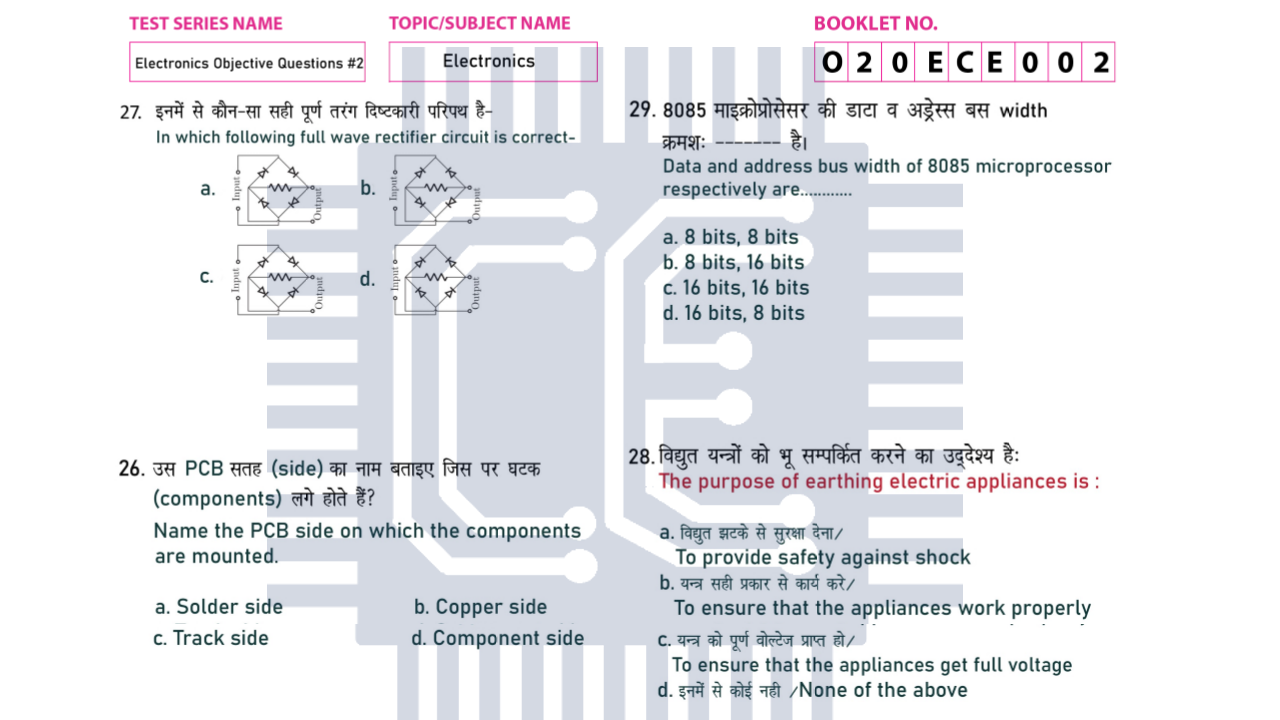 TEST SERIES NAME
TOPIC/SUBJECT NAME
BOOKLET NO.
Electronics Objective Questions #2
Electronics
O 2 0 E C E 0 0 2
27. इनमें से कौन-सा सही पूर्ण तरंग दिष्टकारी परिपथ है-
In which following full wave rectifier circuit is correct-
a. Input Output
b. Input Output
c. Input Output
d. Input Output
26. उस PCB सतह (side) का नाम बताइए जिस पर घटक
(components) लगे होते हैं?
Name the PCB side on which the components
are mounted.
a. Solder side
b. Copper side
c. Track side
d. Component side
29. 8085 माइक्रोप्रोसेसर की डाटा व अड्रेस्स बस width
क्रमशः ------- है।
Data and address bus width of 8085 microprocessor
respectively are............
a. 8 bits, 8 bits
b. 8 bits, 16 bits
c. 16 bits, 16 bits
d. 16 bits, 8 bits
28. विद्युत यन्त्रों को भू सम्पर्कित करने का उद्देश्य हैः
The purpose of earthing electric appliances is :
a. विद्युत झटके से सुरक्षा देना/
To provide safety against shock
b. यन्त्र सही प्रकार से कार्य करे/
To ensure that the appliances work properly
c. यन्त्र को पूर्ण वोल्टेज प्राप्त हो/
To ensure that the appliances get full voltage
d. इनमें से कोई नही /None of the above